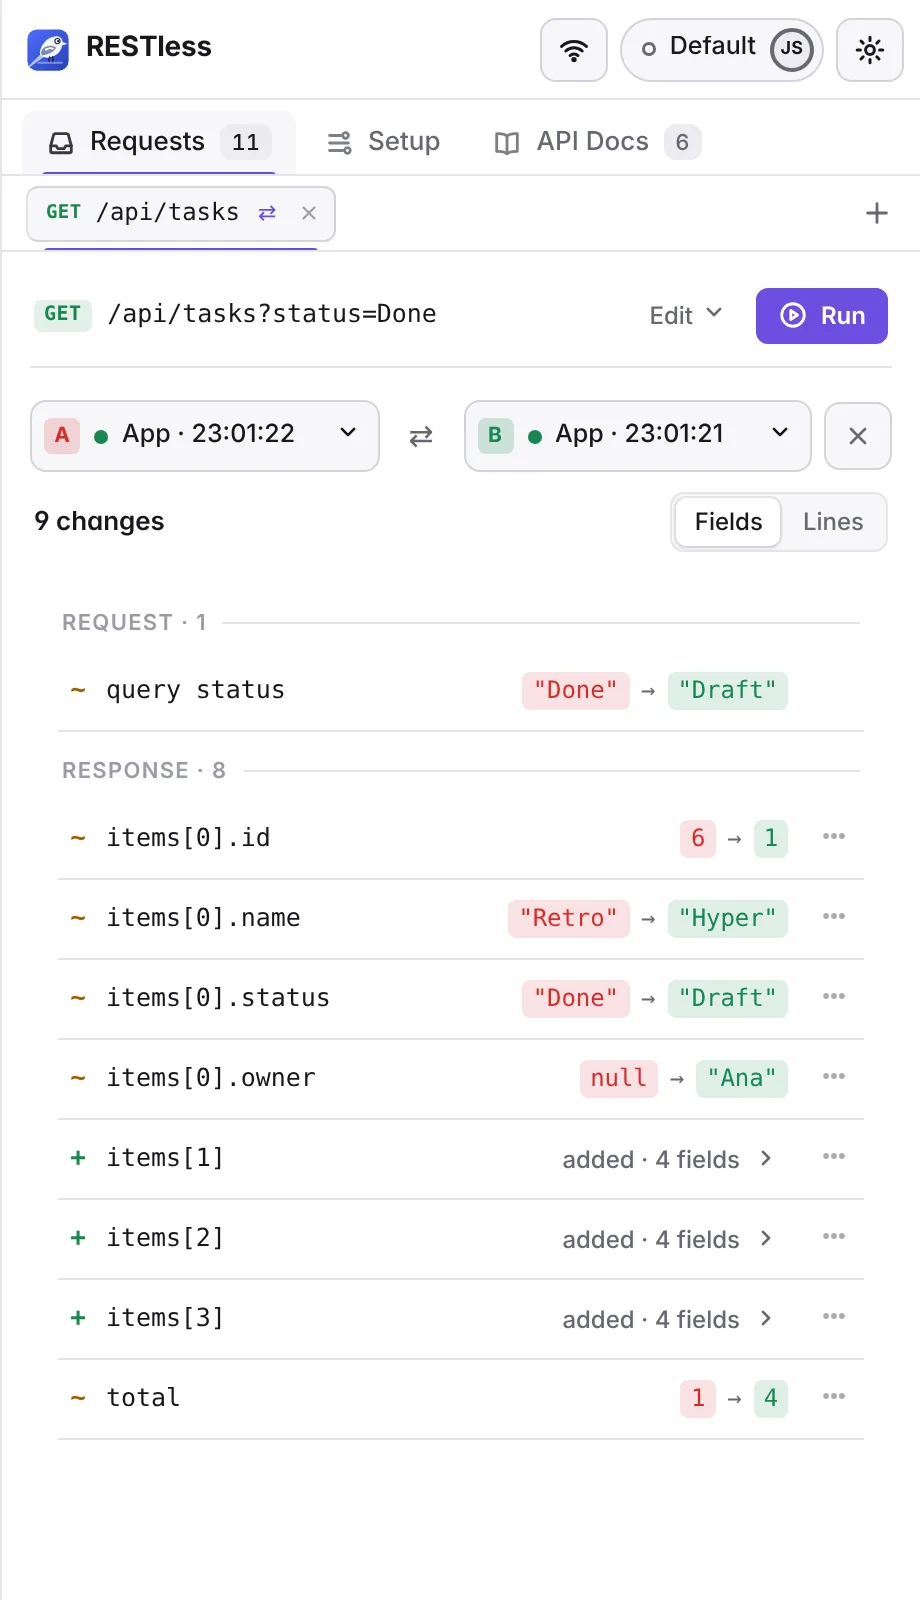 RESTless
Default JS
Requests 11 Setup API Docs 6
GET /api/tasks
GET /api/tasks?status=Done Edit Run
A App · 23:01:22 B App · 23:01:21
9 changes Fields Lines
REQUEST · 1
~ query status "Done" → "Draft"
RESPONSE · 8
~ items[0].id 6 → 1
~ items[0].name "Retro" → "Hyper"
~ items[0].status "Done" → "Draft"
~ items[0].owner null → "Ana"
+ items[1] added · 4 fields
+ items[2] added · 4 fields
+ items[3] added · 4 fields
~ total 1 → 4